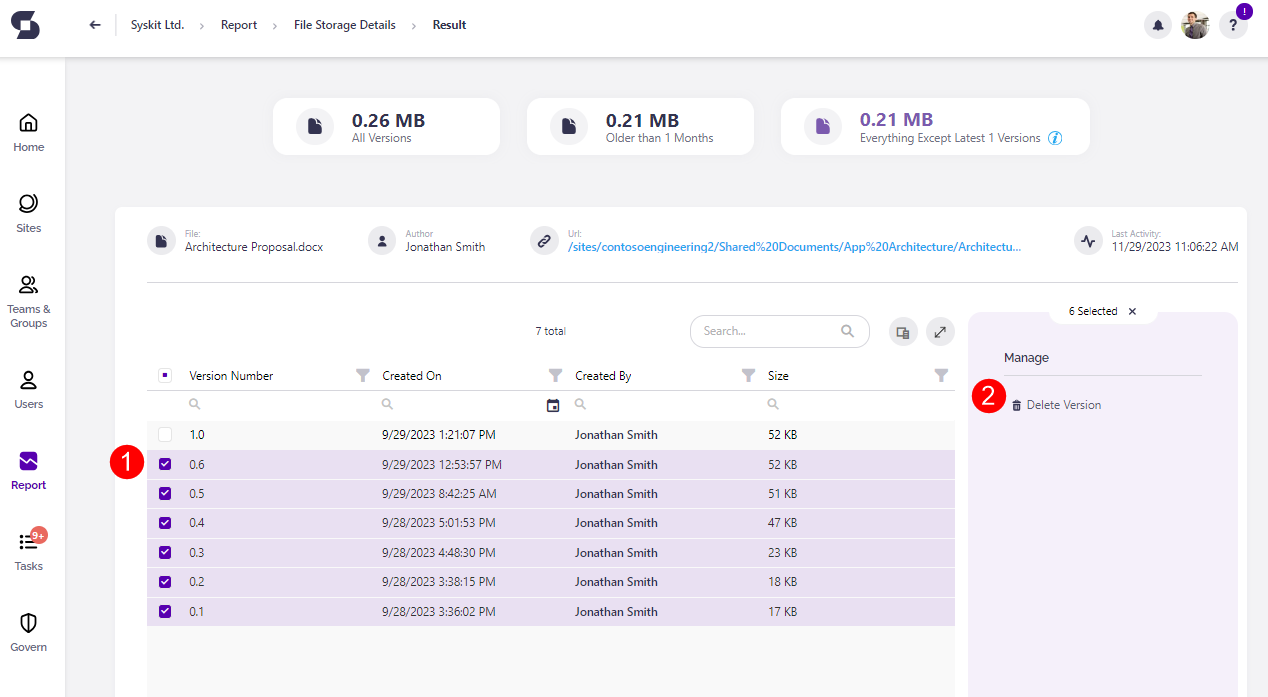 Syskit Ltd. › Report › File Storage Details › Result
!
?
Home
Sites
Teams &
Groups
Users
Report
9+
Tasks
Govern
0.26 MB
All Versions
0.21 MB
Older than 1 Months
0.21 MB
Everything Except Latest 1 Versions i
File:
Architecture Proposal.docx
Author
Jonathan Smith
Url:
/sites/contosoengineering2/Shared%20Documents/App%20Architecture/Architectu...
Last Activity:
11/29/2023 11:06:22 AM
7 total
Search...
6 Selected ✕
Manage
2
Delete Version
Version Number Created On Created By Size
1.0 9/29/2023 1:21:07 PM Jonathan Smith 52 KB
1
0.6 9/29/2023 12:53:57 PM Jonathan Smith 52 KB
0.5 9/29/2023 8:42:25 AM Jonathan Smith 51 KB
0.4 9/28/2023 5:01:53 PM Jonathan Smith 47 KB
0.3 9/28/2023 4:48:30 PM Jonathan Smith 23 KB
0.2 9/28/2023 3:38:15 PM Jonathan Smith 18 KB
0.1 9/28/2023 3:36:02 PM Jonathan Smith 17 KB